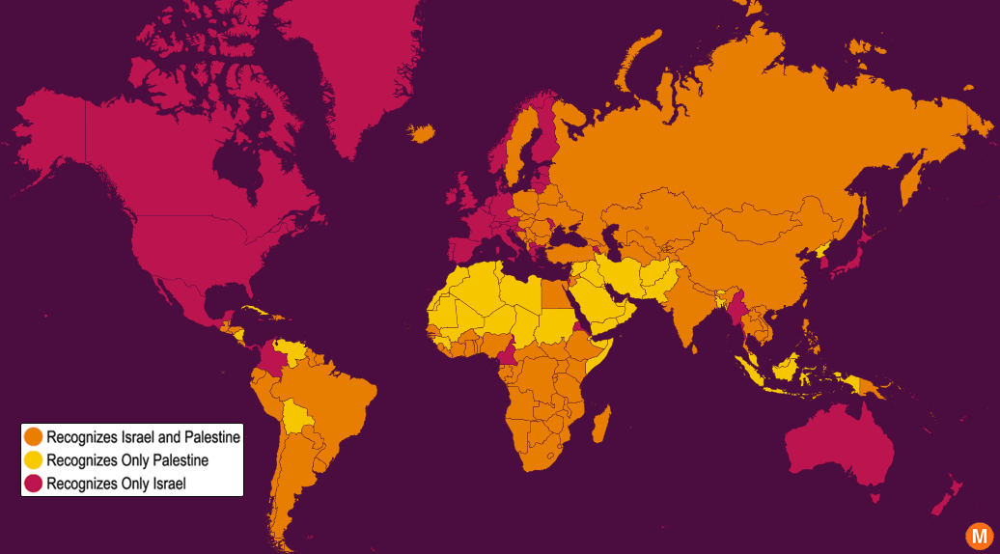 Recognizes Israel and Palestine
Recognizes Only Palestine
Recognizes Only Israel
M